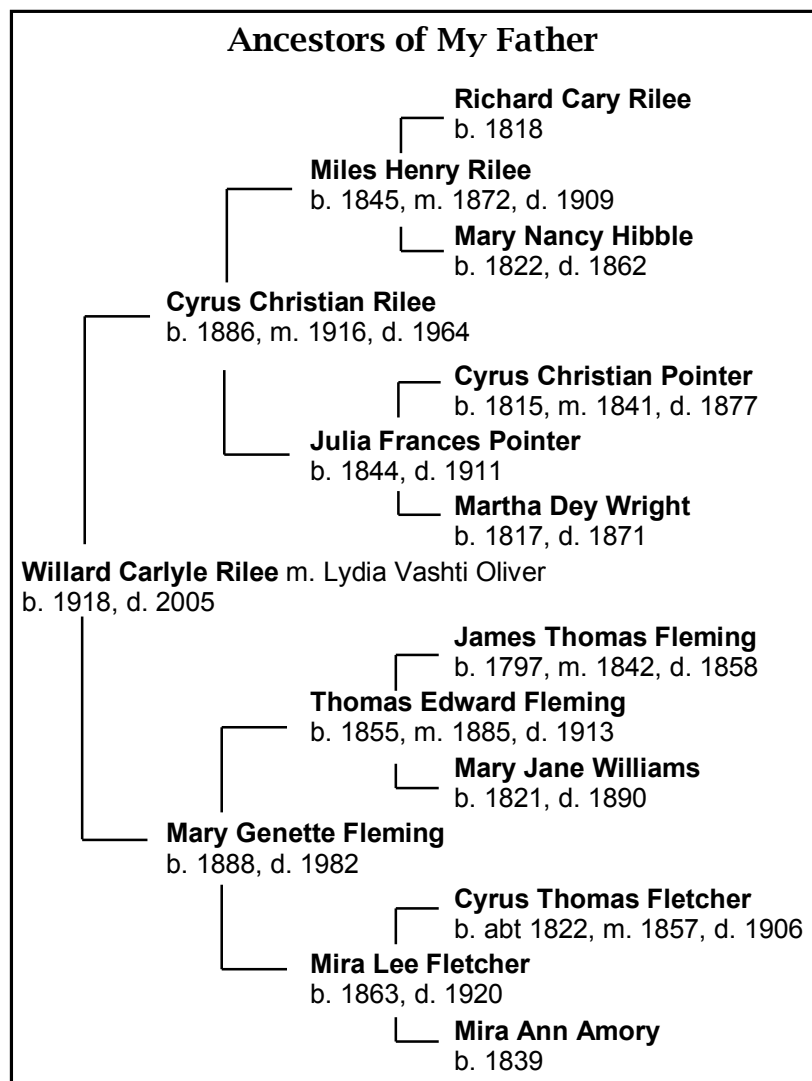 Ancestors of My Father
Richard Cary Rilee
b. 1818
Miles Henry Rilee
b. 1845, m. 1872, d. 1909
Mary Nancy Hibble
b. 1822, d. 1862
Cyrus Christian Rilee
b. 1886, m. 1916, d. 1964
Cyrus Christian Pointer
b. 1815, m. 1841, d. 1877
Julia Frances Pointer
b. 1844, d. 1911
Martha Dey Wright
b. 1817, d. 1871
Willard Carlyle Rilee m. Lydia Vashti Oliver
b. 1918, d. 2005
James Thomas Fleming
b. 1797, m. 1842, d. 1858
Thomas Edward Fleming
b. 1855, m. 1885, d. 1913
Mary Jane Williams
b. 1821, d. 1890
Mary Genette Fleming
b. 1888, d. 1982
Cyrus Thomas Fletcher
b. abt 1822, m. 1857, d. 1906
Mira Lee Fletcher
b. 1863, d. 1920
Mira Ann Amory
b. 1839